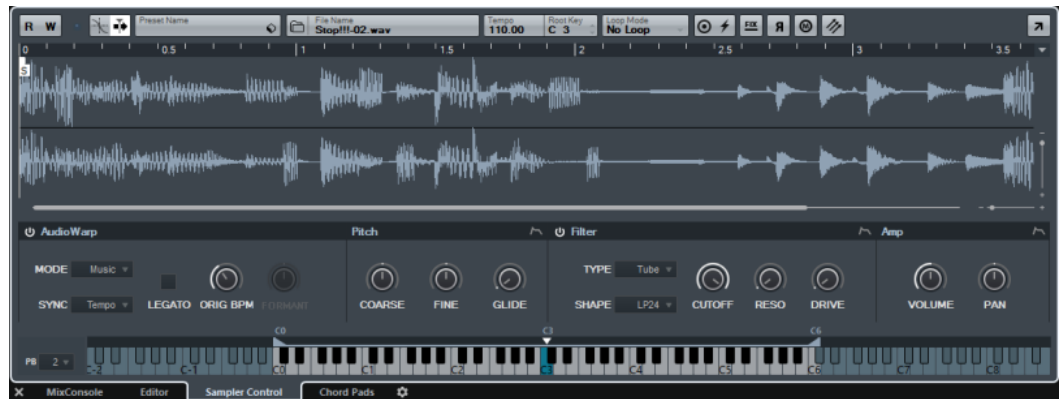 R W Preset Name File Name Tempo Root Key Loop Mode
Stop!!!-02.wav 110.00 C 3 No Loop FIX R M
0 0.5 1 1.5 2 2.5 3 3.5
S
AudioWarp Pitch Filter Amp
MODE Music TYPE Tube
SYNC Tempo LEGATO ORIG BPM FORMANT COARSE FINE GLIDE SHAPE LP24 CUTOFF RESO DRIVE VOLUME PAN
C0 C3 C6
PB 2
C-2 C-1 C0 C1 C2 C3 C4 C5 C6 C7 C8
MixConsole Editor Sampler Control Chord Pads